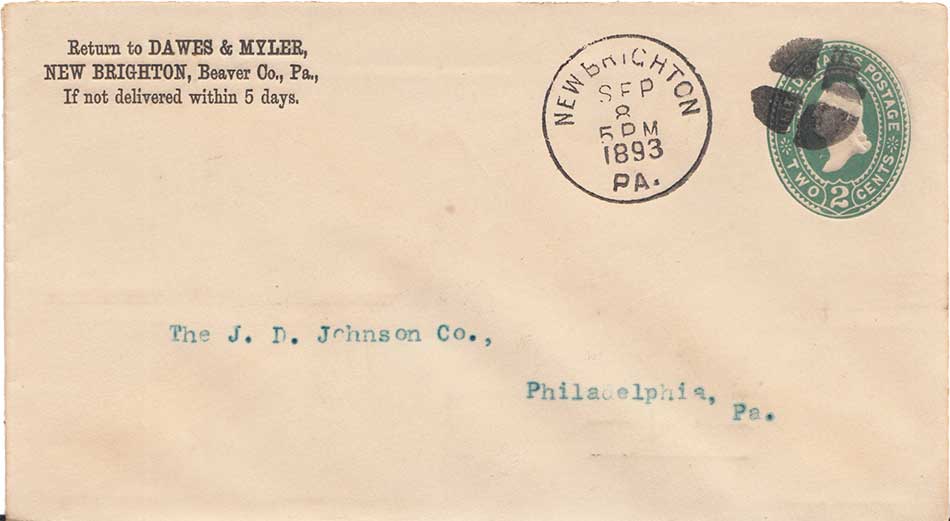 Return to DAWES & MYLER,
NEW BRIGHTON, Beaver Co., Pa.,
If not delivered within 5 days.
NEW BRIGHTON
SEP
8
5 PM
1893
PA.
STATES POSTAGE
TWO 2 CENTS
The J. D. Johnson Co.,
Philadelphia,
Pa.